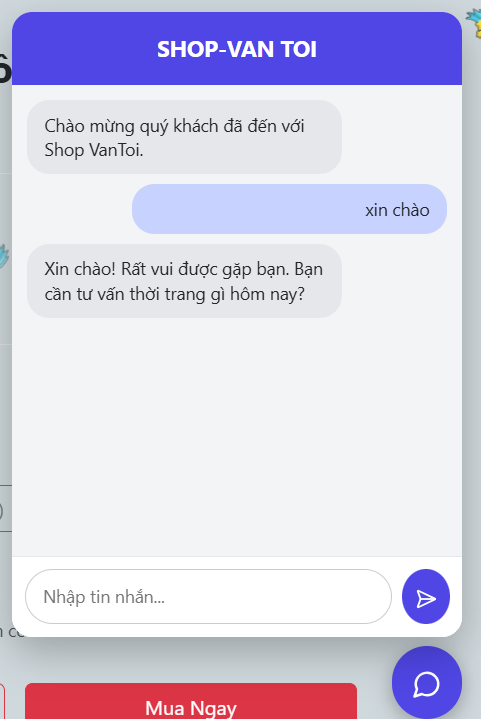 SHOP-VAN TOI
Chào mừng quý khách đã đến với
Shop VanToi.
xin chào
Xin chào! Rất vui được gặp bạn. Bạn
cần tư vấn thời trang gì hôm nay?
Nhập tin nhắn...
Mua Ngay